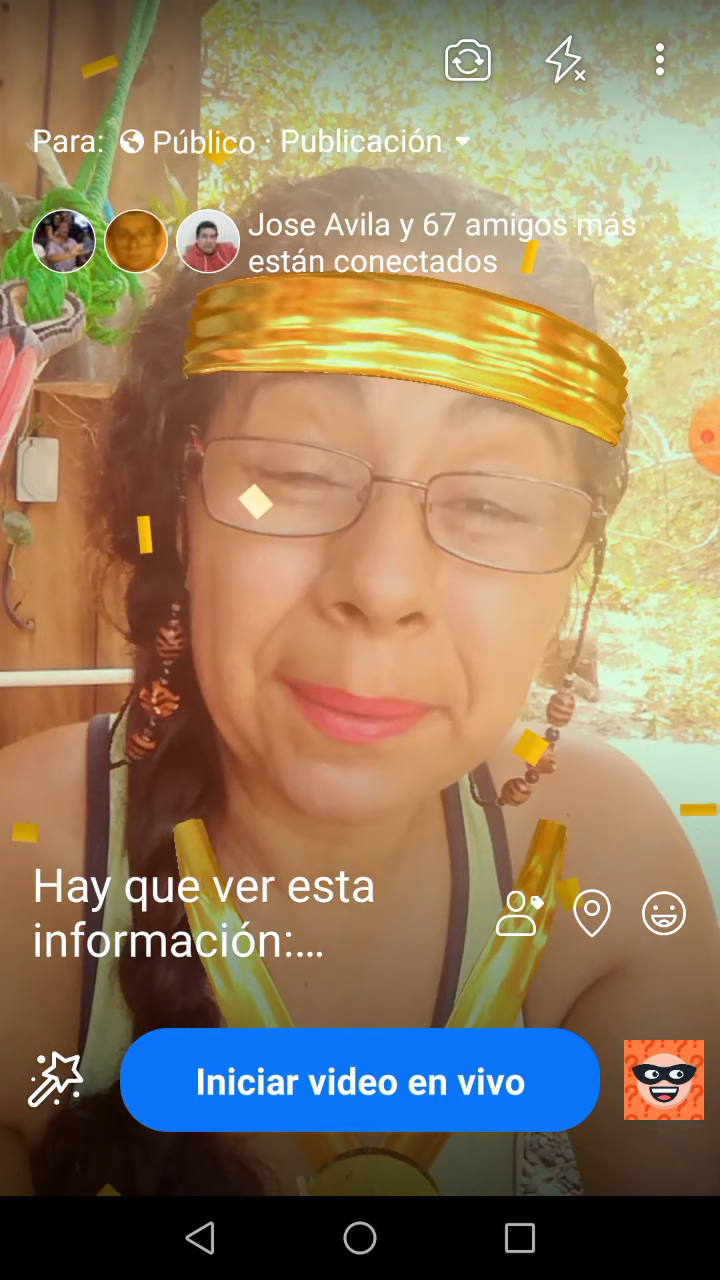 Para: Público · Publicación
Jose Avila y 67 amigos más
están conectados
Hay que ver esta
información:...
Iniciar video en vivo